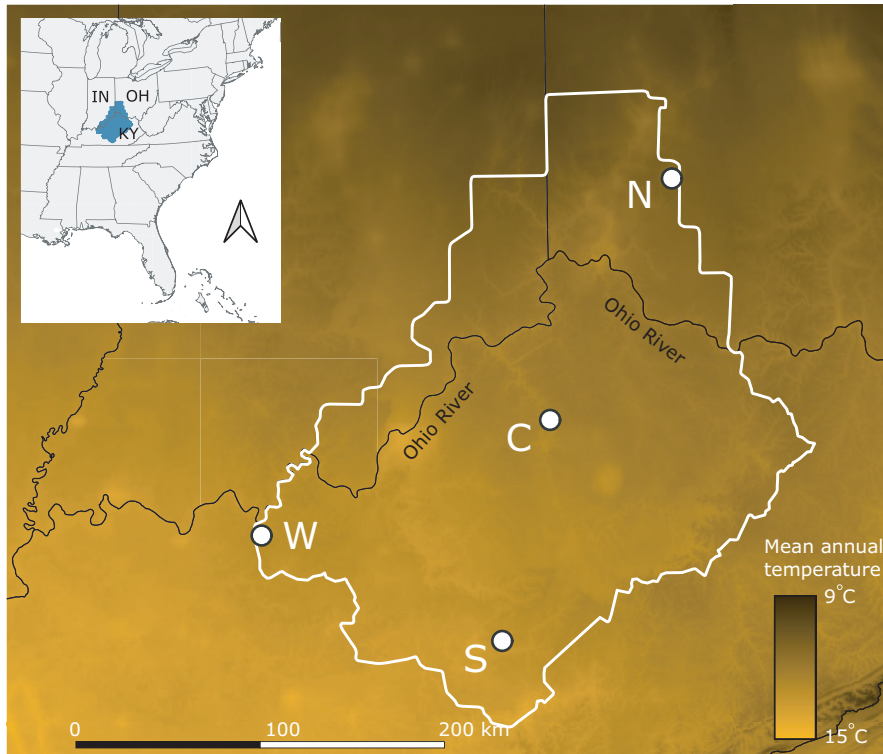 IN OH
KY
N
Ohio River
Ohio River
C
W
S
Mean annual
temperature
9°C
15°C
0 100 200 km